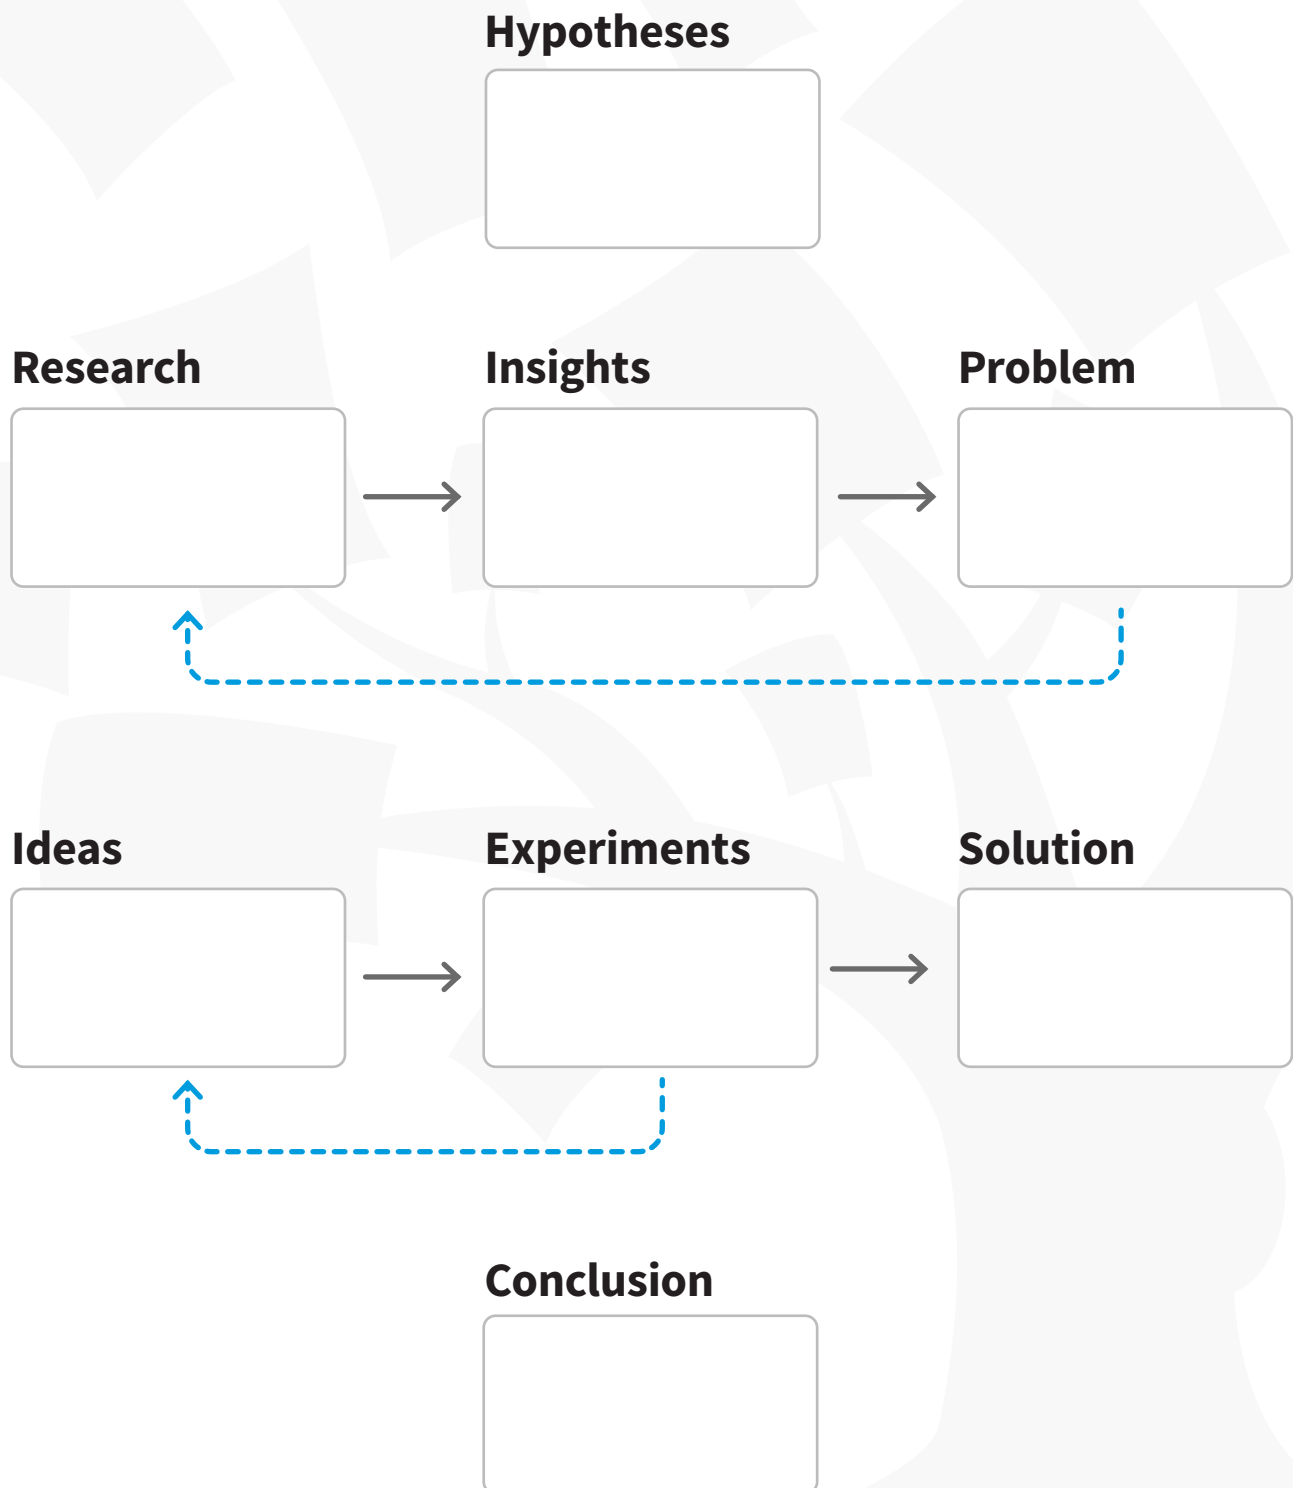 Hypotheses
Research
Insights
Problem
Ideas
Experiments
Solution
Conclusion